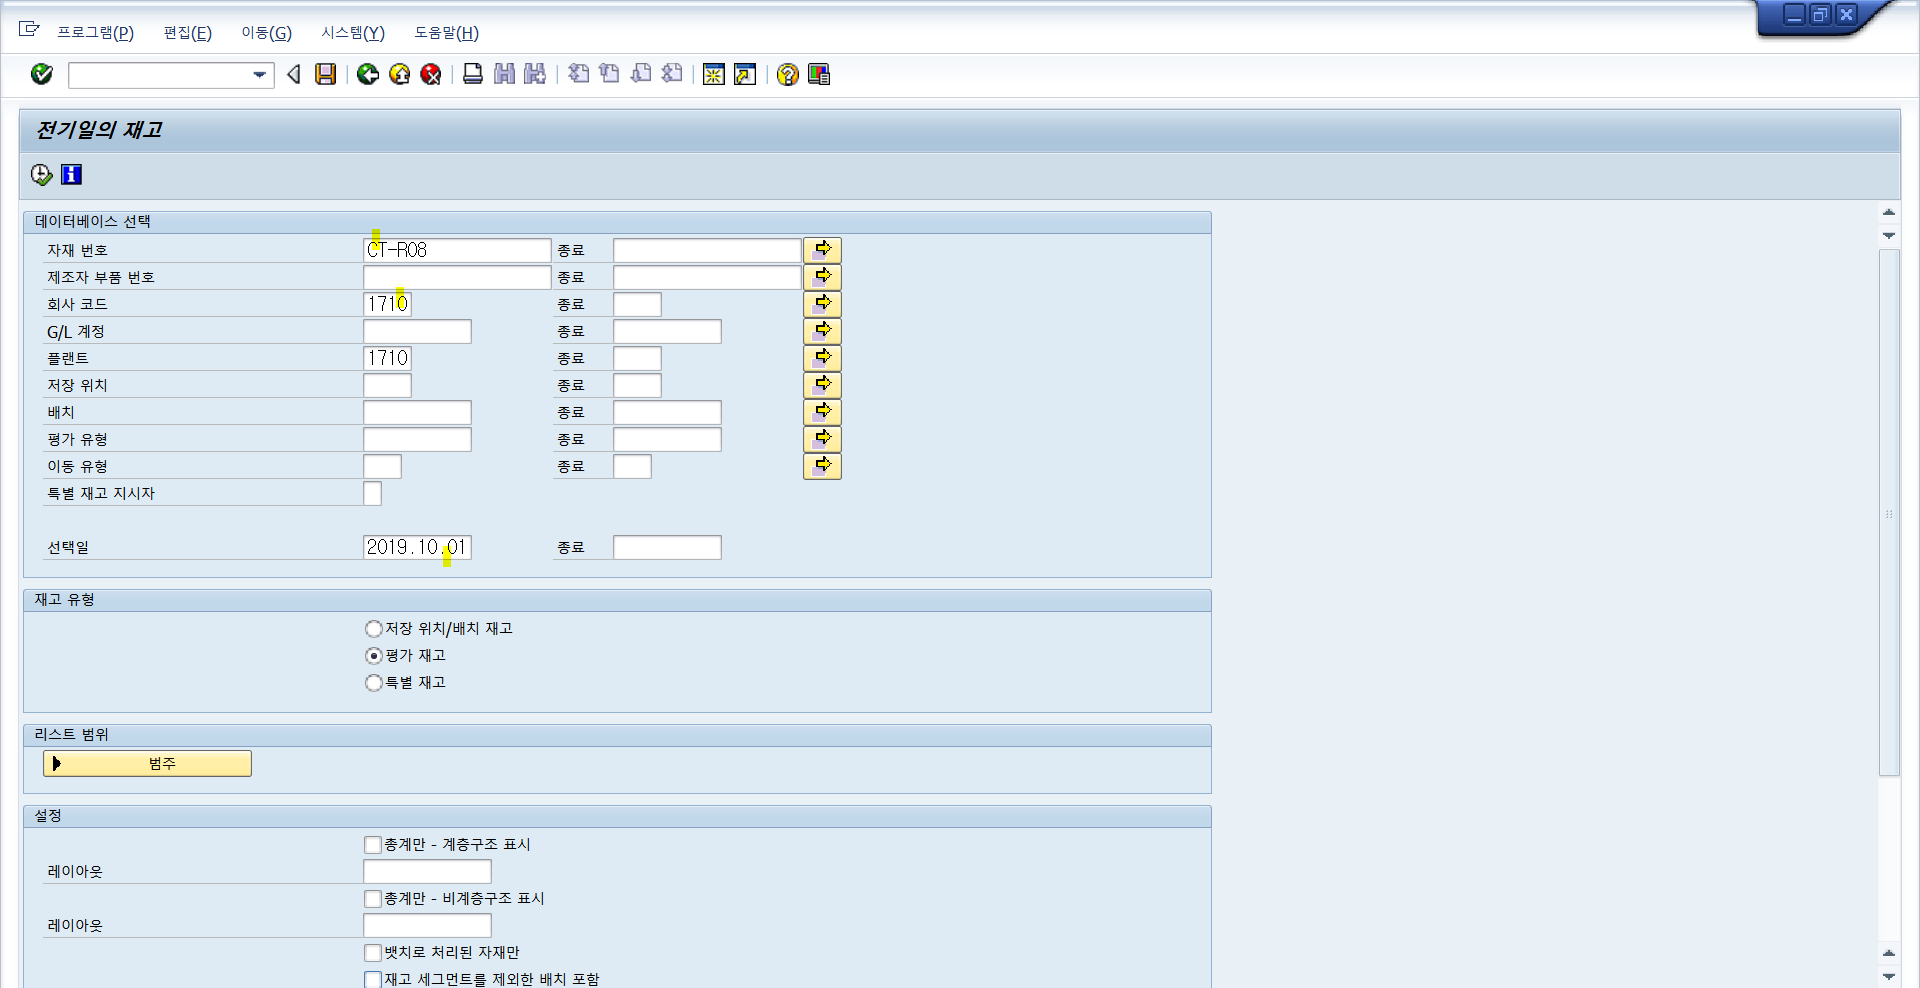 프로그램(P) 편집(E) 이동(G) 시스템(Y) 도움말(H)
전기일의 재고
데이터베이스 선택
자재 번호 CT-R08 종료
제조자 부품 번호 종료
회사 코드 1710 종료
G/L 계정 종료
플랜트 1710 종료
저장 위치 종료
배치 종료
평가 유형 종료
이동 유형 종료
특별 재고 지시자
선택일 2019.10.01 종료
재고 유형
저장 위치/배치 재고
평가 재고
특별 재고
리스트 범위
범주
설정
총계만 - 계층구조 표시
레이아웃
총계만 - 비계층구조 표시
레이아웃
뱃치로 처리된 자재만
재고 세그먼트를 제외한 배치 포함